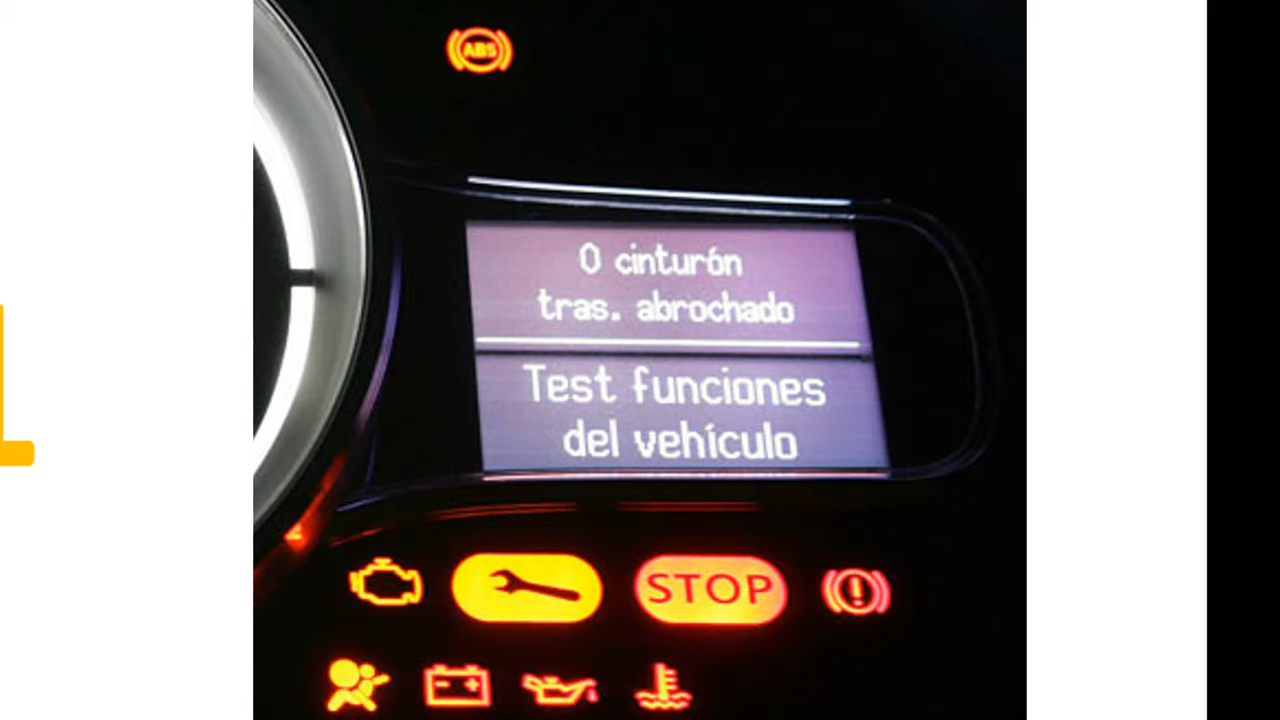 ABS
0 cinturón
tras. abrochado
Test funciones
del vehículo
STOP